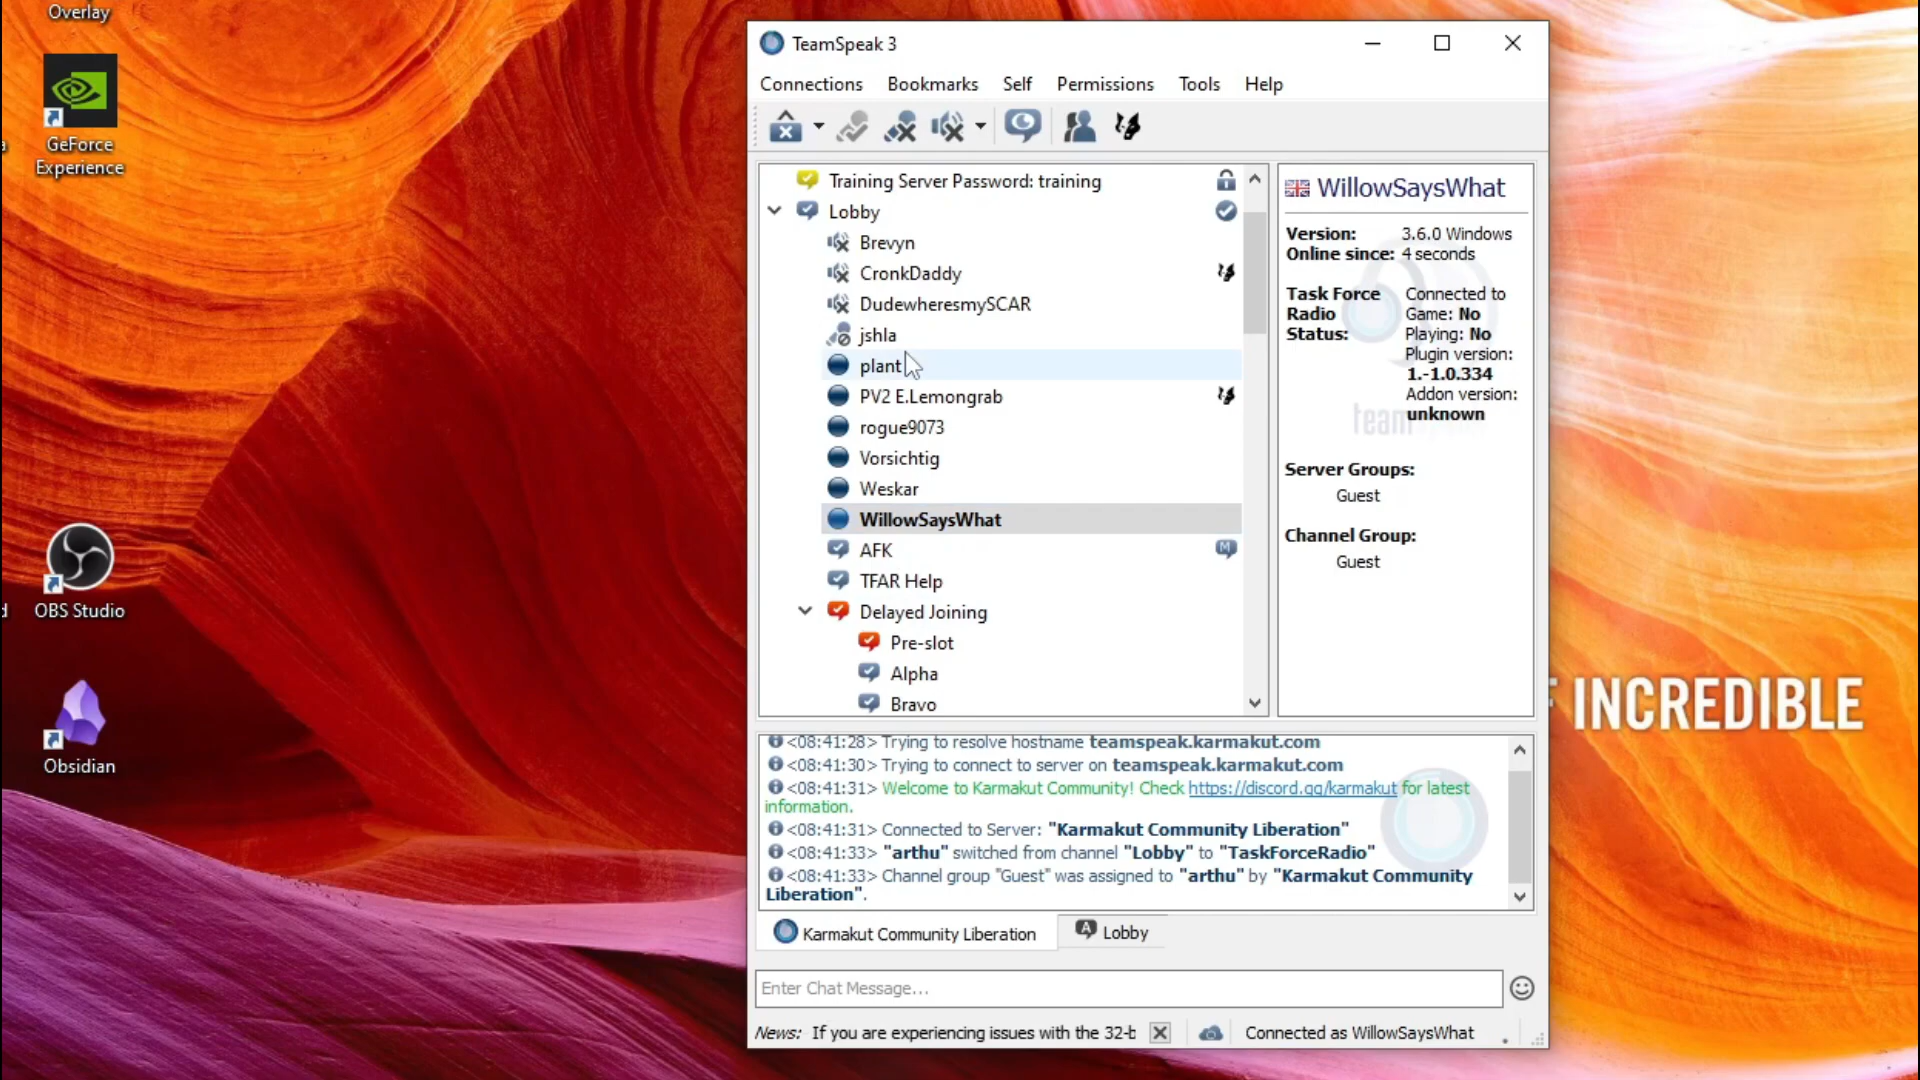 Overlay
GeForce
Experience
OBS Studio
Obsidian
TeamSpeak 3
Connections Bookmarks Self Permissions Tools Help
Training Server Password: training
Lobby
Brevyn
CronkDaddy
DudewheresmySCAR
jshla
plant
PV2 E.Lemongrab
rogue9073
Vorsichtig
Weskar
WillowSaysWhat
AFK
M
TFAR Help
Delayed Joining
Pre-slot
Alpha
Bravo
WillowSaysWhat
Version: 3.6.0 Windows
Online since: 4 seconds
Task Force Connected to
Radio Game: No
Status: Playing: No
Plugin version:
1.-1.0.334
Addon version:
unknown
team
Server Groups:
Guest
Channel Group:
Guest
<08:41:28> Trying to resolve hostname teamspeak.karmakut.com
<08:41:30> Trying to connect to server on teamspeak.karmakut.com
<08:41:31> Welcome to Karmakut Community! Check https://discord.gg/karmakut for latest
information.
<08:41:31> Connected to Server: "Karmakut Community Liberation"
<08:41:33> "arthu" switched from channel "Lobby" to "TaskForceRadio"
<08:41:33> Channel group "Guest" was assigned to "arthu" by "Karmakut Community
Liberation".
Karmakut Community Liberation
A Lobby
Enter Chat Message...
News: If you are experiencing issues with the 32-b
Connected as WillowSaysWhat
INCREDIBLE